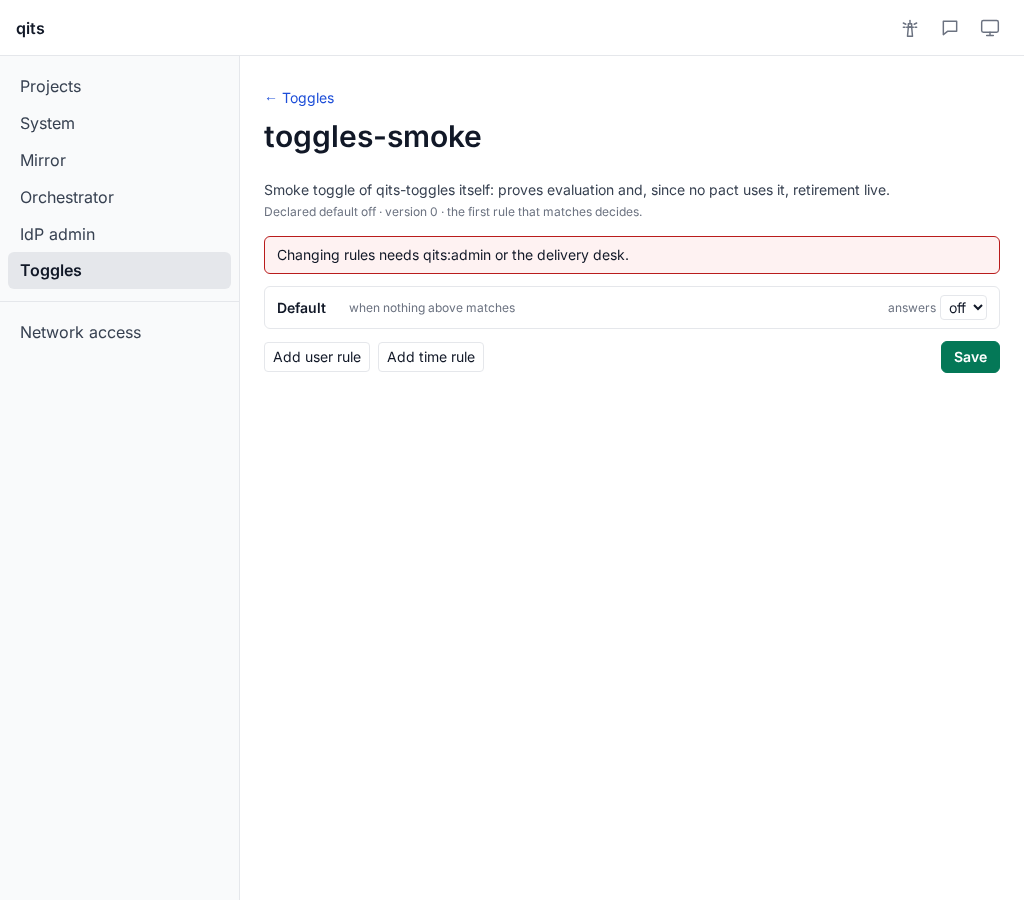 qits
Projects
System
Mirror
Orchestrator
IdP admin
Toggles
Network access
← Toggles
toggles-smoke
Smoke toggle of qits-toggles itself: proves evaluation and, since no pact uses it, retirement live.
Declared default off · version 0 · the first rule that matches decides.
Changing rules needs qits:admin or the delivery desk.
Default when nothing above matches answers off
Add user rule Add time rule Save